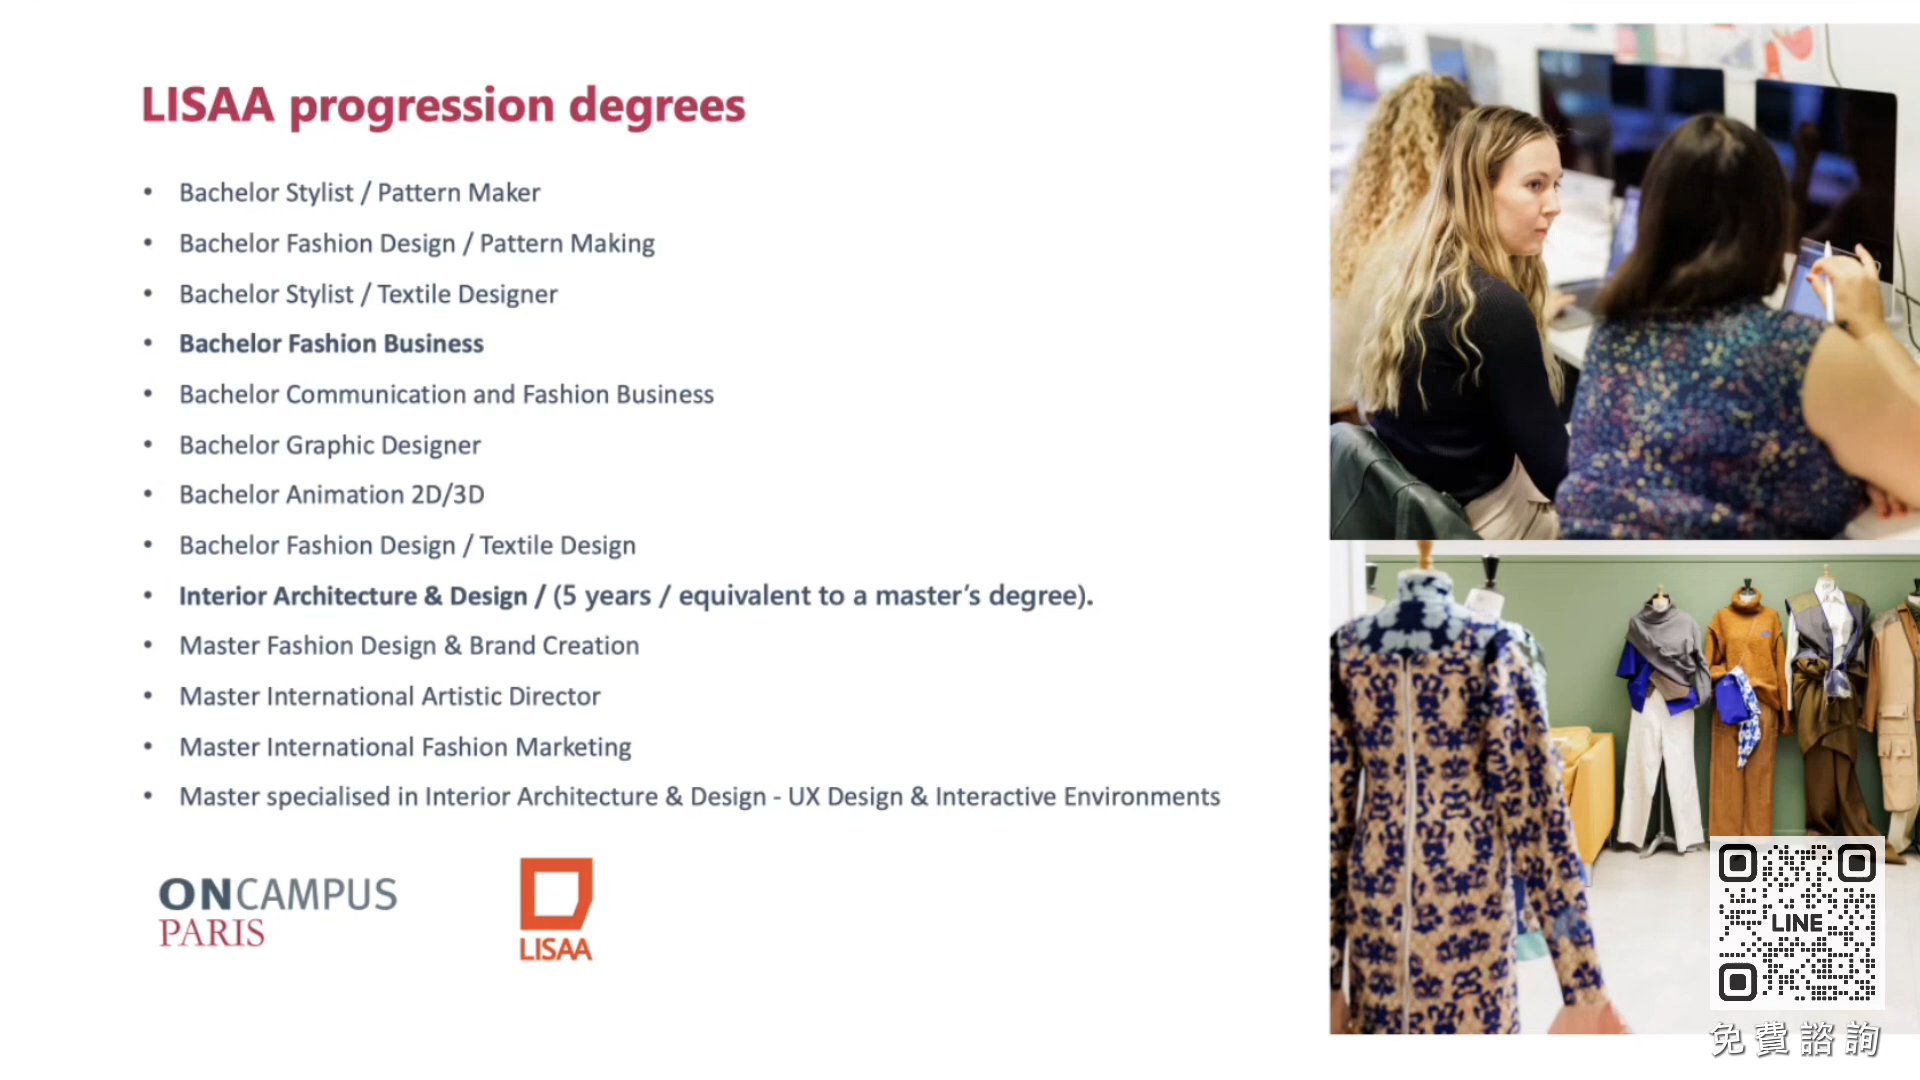 LISAA progression degrees
• Bachelor Stylist / Pattern Maker
• Bachelor Fashion Design / Pattern Making
• Bachelor Stylist / Textile Designer
• Bachelor Fashion Business
• Bachelor Communication and Fashion Business
• Bachelor Graphic Designer
• Bachelor Animation 2D/3D
• Bachelor Fashion Design / Textile Design
• Interior Architecture & Design / (5 years / equivalent to a master’s degree).
• Master Fashion Design & Brand Creation
• Master International Artistic Director
• Master International Fashion Marketing
• Master specialised in Interior Architecture & Design - UX Design & Interactive Environments
ONCAMPUS
PARIS
LISAA
LINE
免費諮詢